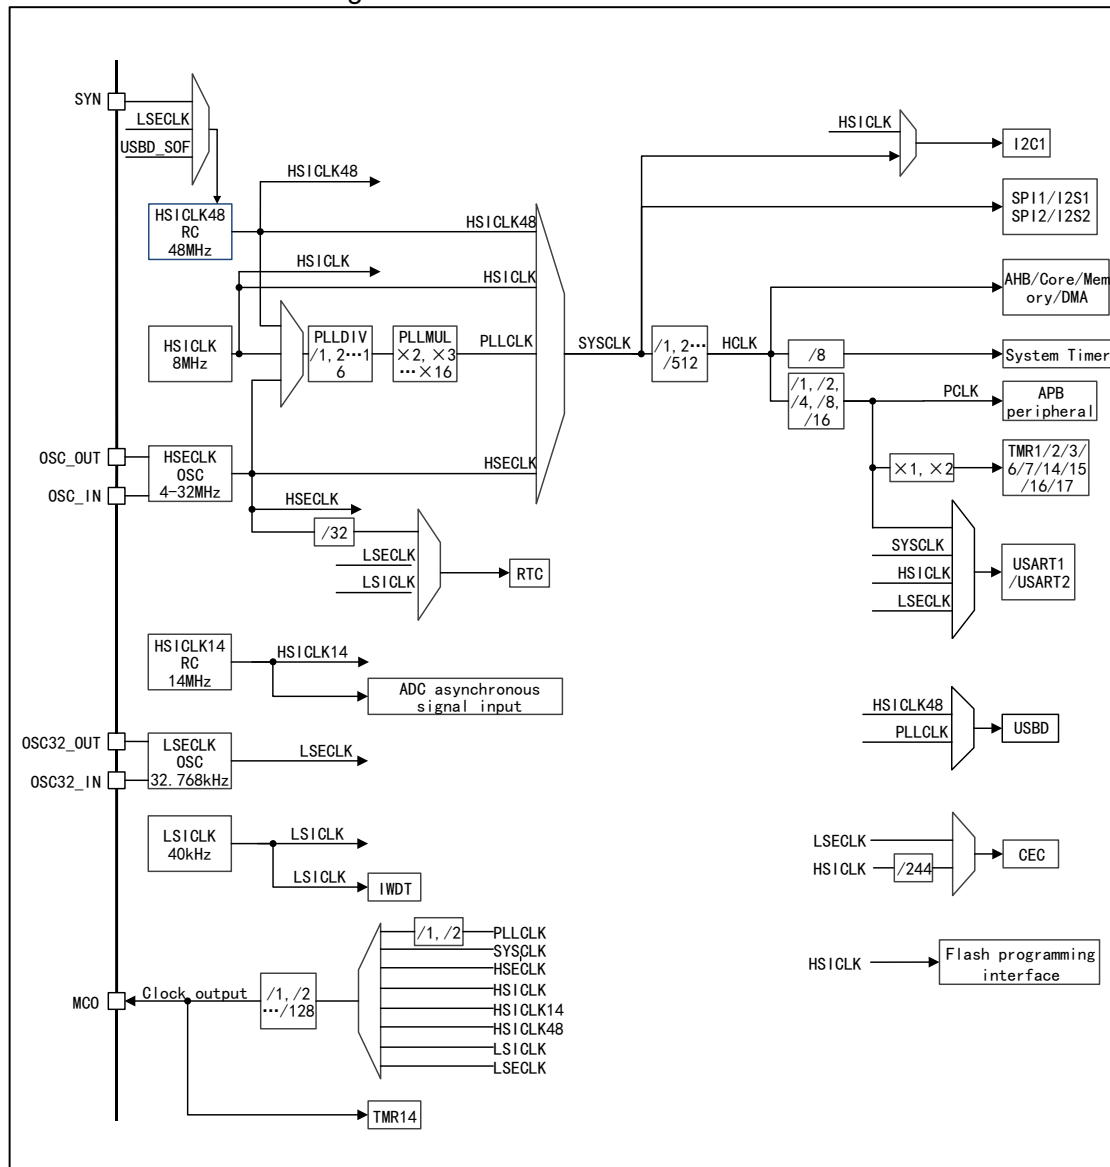 SYN
LSECLK
USBD_SOF
HSICLK48
RC
48MHz
HSICLK48
HSICLK
HSICLK
8MHz
PLLDIV
/1, 2…1
6
PLLMUL
×2, ×3
…×16
HSICLK48
HSICLK
PLLCLK
HSECLK
OSC_OUT
OSC_IN
HSECLK
OSC
4-32MHz
HSECLK
/32
LSECLK
LSICLK
RTC
SYSCLK
/1, 2…
/512
HCLK
HSICLK
I2C1
SPI1/I2S1
SPI2/I2S2
AHB/Core/Mem
ory/DMA
/8
System Timer
/1, /2,
/4, /8,
/16
PCLK
APB
peripheral
×1, ×2
TMR1/2/3/
6/7/14/15
/16/17
SYSCLK
HSICLK
LSECLK
USART1
/USART2
HSICLK14
RC
14MHz
HSICLK14
ADC asynchronous
signal input
HSICLK48
PLLCLK
USBD
OSC32_OUT
OSC32_IN
LSECLK
OSC
32.768kHz
LSECLK
LSICLK
40kHz
LSICLK
LSICLK
IWDT
LSECLK
HSICLK
/244
CEC
MCO
Clock output
/1, /2
…/128
/1, /2
PLLCLK
SYSCLK
HSECLK
HSICLK
HSICLK14
HSICLK48
LSICLK
LSECLK
TMR14
HSICLK
Flash programming
interface